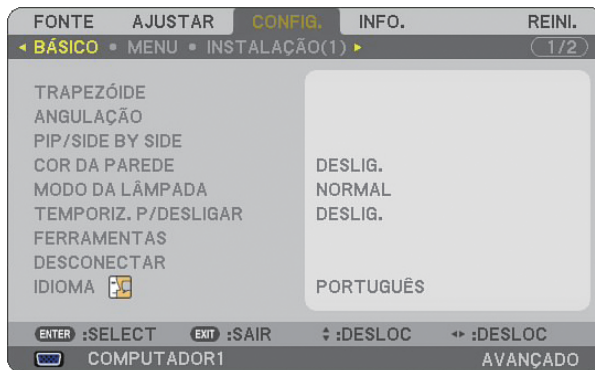 FONTE AJUSTAR CONFIG. INFO. REINI.
BÁSICO • MENU • INSTALAÇÃO(1) 1/2
TRAPEZÓIDE
ANGULAÇÃO
PIP/SIDE BY SIDE
COR DA PAREDE DESLIG.
MODO DA LÂMPADA NORMAL
TEMPORIZ. P/DESLIGAR DESLIG.
FERRAMENTAS
DESCONECTAR
IDIOMA PORTUGUÊS
ENTER :SELECT EXIT :SAIR :DESLOC :DESLOC
COMPUTADOR1 AVANÇADO